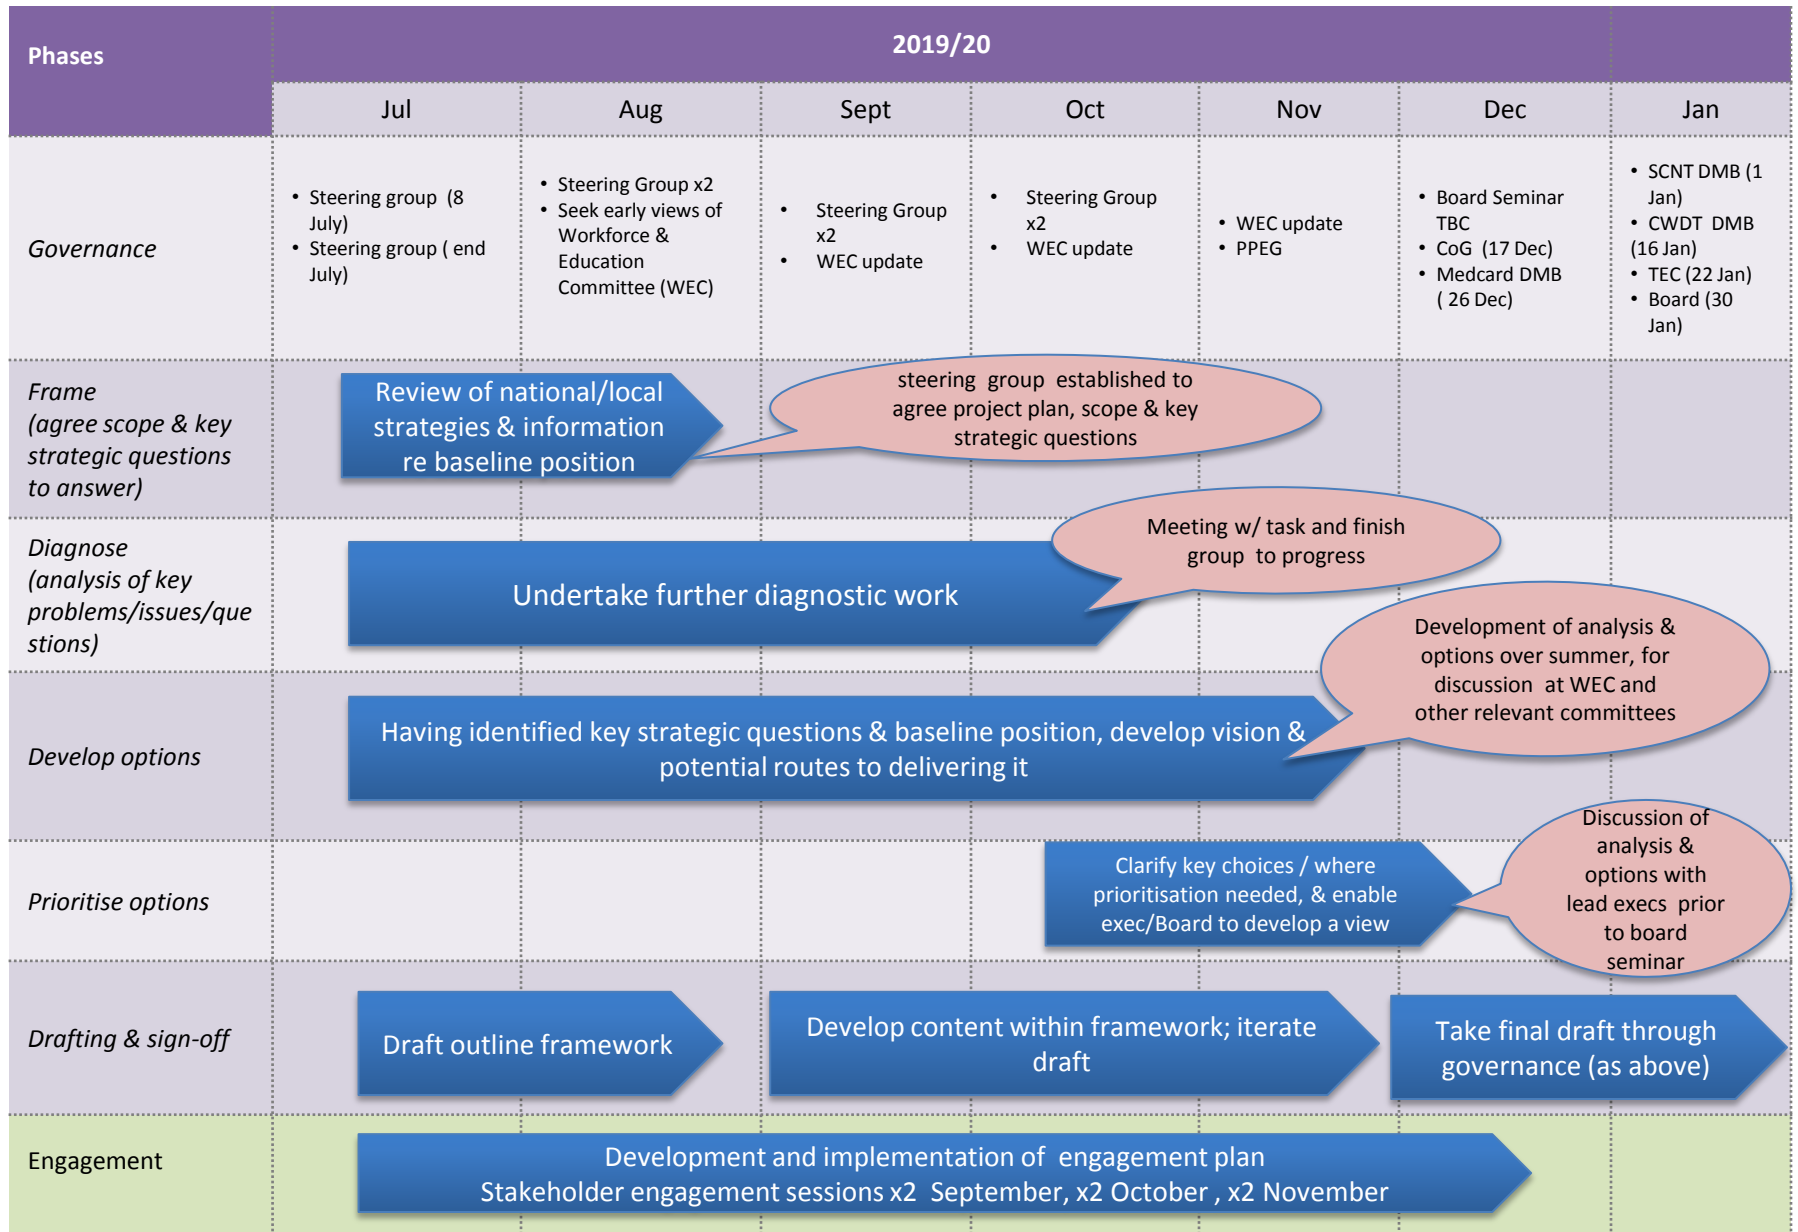 Phases
2019/20
Jul
Aug
Sept
Oct
Nov
Dec
Jan
Governance
• Steering group (8
July)
• Steering group ( end
July)
• Steering Group x2
• Seek early views of
Workforce &
Education
Committee (WEC)
• Steering Group
x2
• WEC update
• Steering Group
x2
• WEC update
• WEC update
• PPEG
• Board Seminar
TBC
• CoG (17 Dec)
• Medcard DMB
( 26 Dec)
• SCNT DMB (1
Jan)
• CWDT DMB
(16 Jan)
• TEC (22 Jan)
• Board (30
Jan)
Frame
(agree scope & key
strategic questions
to answer)
Review of national/local
strategies & information
re baseline position
steering group established to
agree project plan, scope & key
strategic questions
Diagnose
(analysis of key
problems/issues/que
stions)
Undertake further diagnostic work
Meeting w/ task and finish
group to progress
Develop options
Having identified key strategic questions & baseline position, develop vision &
potential routes to delivering it
Development of analysis &
options over summer, for
discussion at WEC and
other relevant committees
Prioritise options
Clarify key choices / where
prioritisation needed, & enable
exec/Board to develop a view
Discussion of
analysis &
options with
lead execs prior
to board
seminar
Drafting & sign-off
Draft outline framework
Develop content within framework; iterate
draft
Take final draft through
governance (as above)
Engagement
Development and implementation of engagement plan
Stakeholder engagement sessions x2 September, x2 October , x2 November